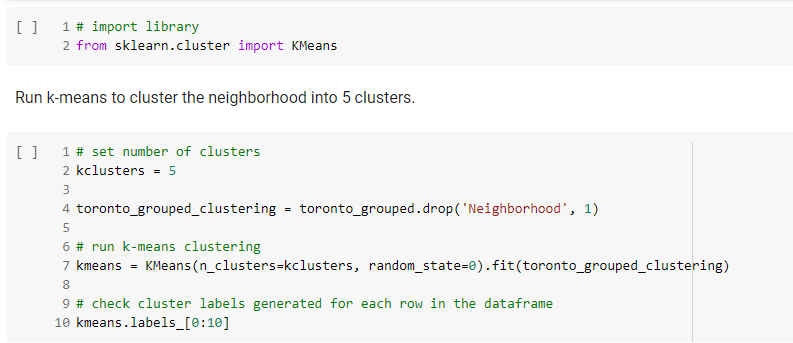 [ ] 1 # import library
2 from sklearn.cluster import KMeans
Run k-means to cluster the neighborhood into 5 clusters.
[ ] 1 # set number of clusters
2 kclusters = 5
3
4 toronto_grouped_clustering = toronto_grouped.drop('Neighborhood', 1)
5
6 # run k-means clustering
7 kmeans = KMeans(n_clusters=kclusters, random_state=0).fit(toronto_grouped_clustering)
8
9 # check cluster labels generated for each row in the dataframe
10 kmeans.labels_[0:10]